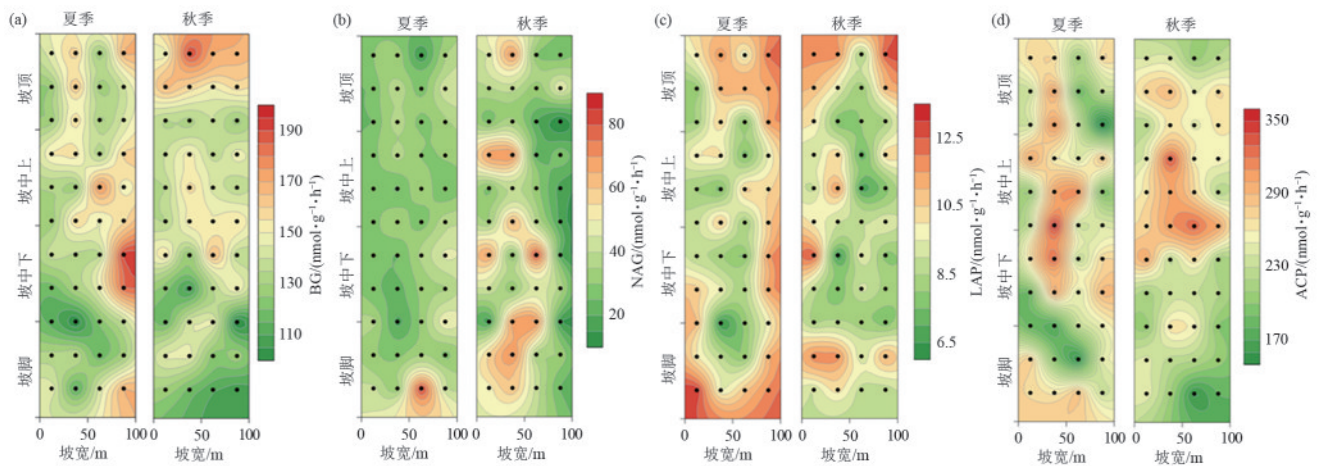 (a)
夏季
秋季
坡顶
坡中上
坡中下
坡脚
0
50
100
0
50
100
坡宽/m
坡宽/m
190
170
150
130
110
BG/(nmol·g⁻¹·h⁻¹)
(b)
夏季
秋季
坡顶
坡中上
坡中下
坡脚
0
50
100
0
50
100
坡宽/m
坡宽/m
80
60
40
20
NAG/(nmol·g⁻¹·h⁻¹)
(c)
夏季
秋季
坡顶
坡中上
坡中下
坡脚
0
50
100
0
50
100
坡宽/m
坡宽/m
12.5
10.5
8.5
6.5
LAP/(nmol·g⁻¹·h⁻¹)
(d)
夏季
秋季
坡顶
坡中上
坡中下
坡脚
0
50
100
0
50
100
坡宽/m
坡宽/m
350
290
230
170
ACP/(nmol·g⁻¹·h⁻¹)